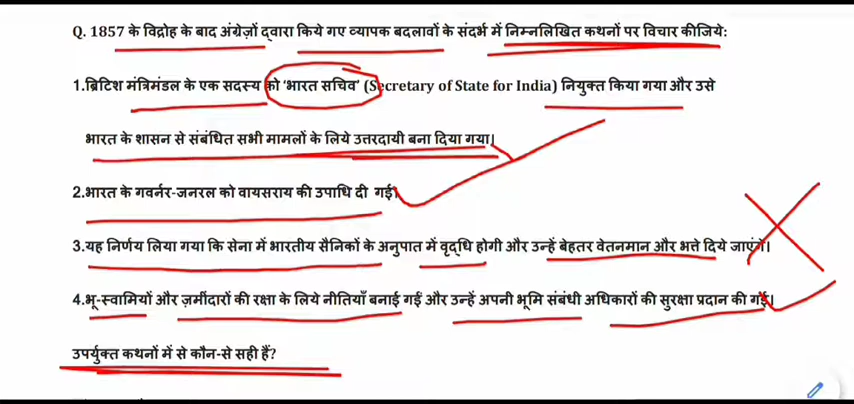 Q. 1857 के विद्रोह के बाद अंग्रेज़ों द्वारा किये गए व्यापक बदलावों के संदर्भ में निम्नलिखित कथनों पर विचार कीजिये:
1.ब्रिटिश मंत्रिमंडल के एक सदस्य को 'भारत सचिव' (Secretary of State for India) नियुक्त किया गया और उसे
भारत के शासन से संबंधित सभी मामलों के लिये उत्तरदायी बना दिया गया।
2.भारत के गवर्नर-जनरल को वायसराय की उपाधि दी गई।
3.यह निर्णय लिया गया कि सेना में भारतीय सैनिकों के अनुपात में वृद्धि होगी और उन्हें बेहतर वेतनमान और भत्ते दिये जाएंगे।
4.भू-स्वामियों और ज़मींदारों की रक्षा के लिये नीतियाँ बनाई गईं और उन्हें अपनी भूमि संबंधी अधिकारों की सुरक्षा प्रदान की गई।
उपर्युक्त कथनों में से कौन-से सही हैं?